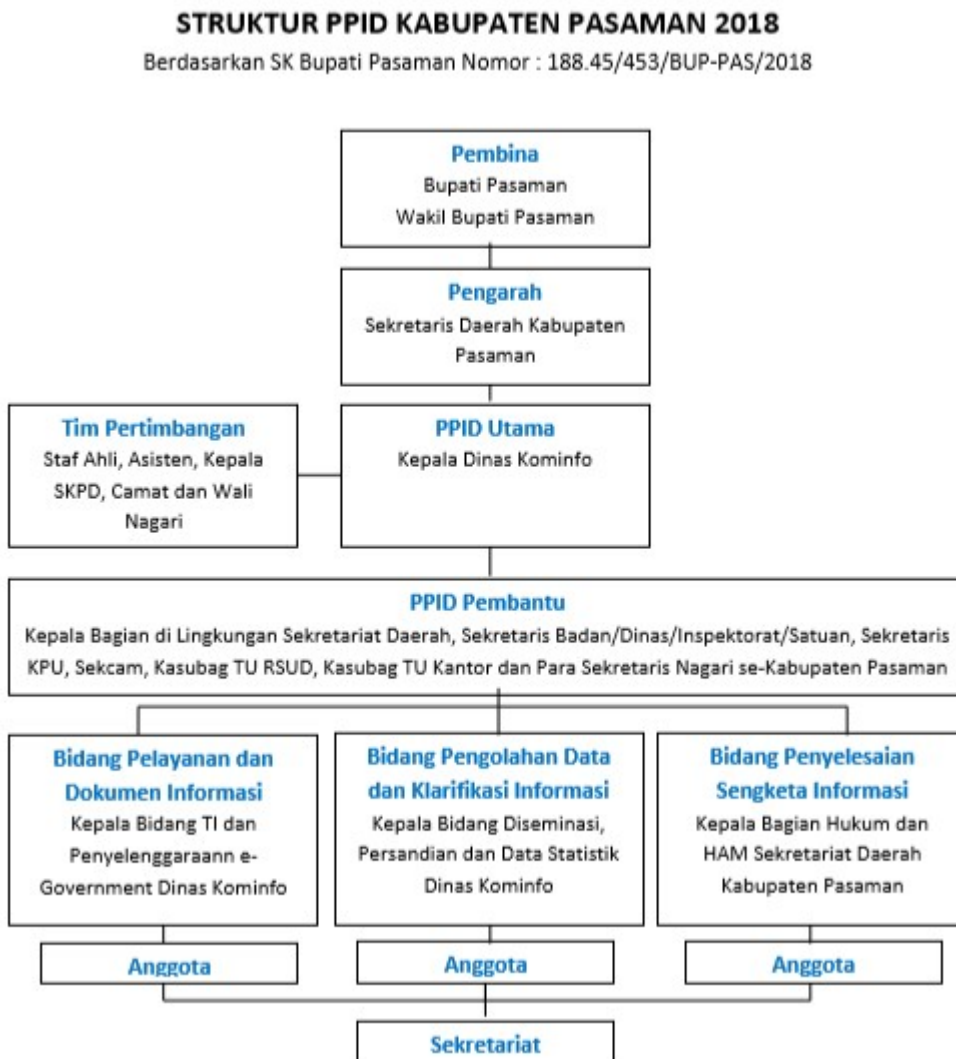 STRUKTUR PPID KABUPATEN PASAMAN 2018
Berdasarkan SK Bupati Pasaman Nomor : 188.45/453/BUP-PAS/2018
Pembina
Bupati Pasaman
Wakil Bupati Pasaman
Pengarah
Sekretaris Daerah Kabupaten
Pasaman
Tim Pertimbangan
Staf Ahli, Asisten, Kepala
SKPD, Camat dan Wali
Nagari
PPID Utama
Kepala Dinas Kominfo
PPID Pembantu
Kepala Bagian di Lingkungan Sekretariat Daerah, Sekretaris Badan/Dinas/Inspektorat/Satuan, Sekretaris
KPU, Sekcam, Kasubag TU RSUD, Kasubag TU Kantor dan Para Sekretaris Nagari se-Kabupaten Pasaman
Bidang Pelayanan dan
Dokumen Informasi
Kepala Bidang TI dan
Penyelenggaraann e-
Government Dinas Kominfo
Bidang Pengolahan Data
dan Klarifikasi Informasi
Kepala Bidang Diseminasi,
Persandian dan Data Statistik
Dinas Kominfo
Bidang Penyelesaian
Sengketa Informasi
Kepala Bagian Hukum dan
HAM Sekretariat Daerah
Kabupaten Pasaman
Anggota
Anggota
Anggota
Sekretariat